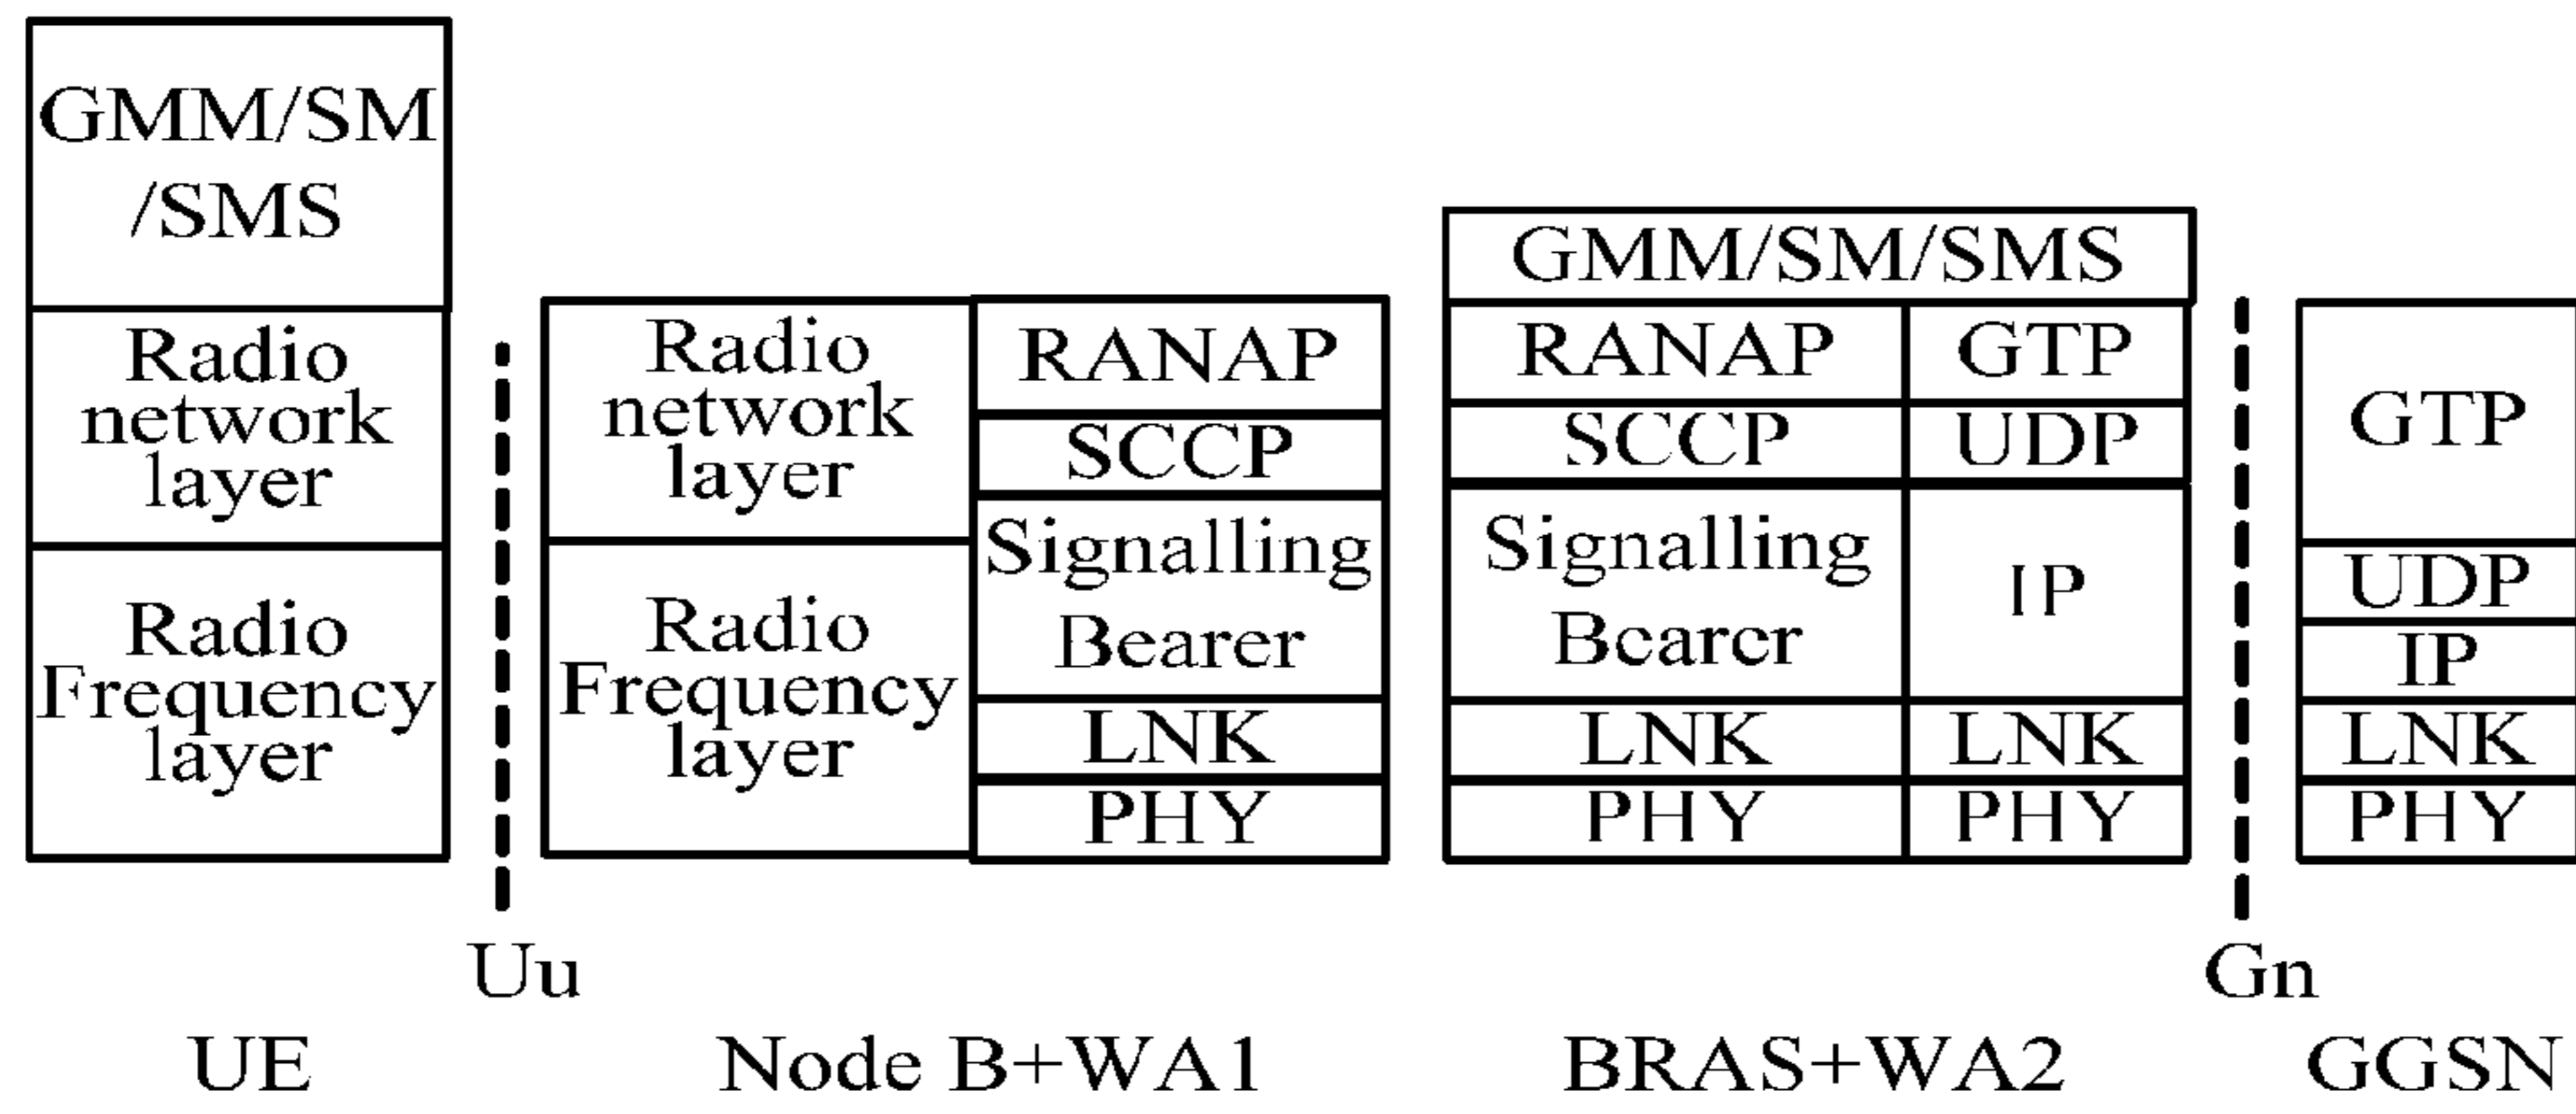 GMM/SM
/SMS
Radio
network
layer
Radio
Frequency
layer
Uu
UE
Radio
network
layer
Radio
Frequency
layer
RANAP
SCCP
Signalling
Bearer
LNK
PHY
Node B+WA1
GMM/SM/SMS
RANAP
SCCP
Signalling
Bearer
LNK
PHY
GTP
UDP
IP
LNK
PHY
BRAS+WA2
Gn
GTP
UDP
IP
LNK
PHY
GGSN